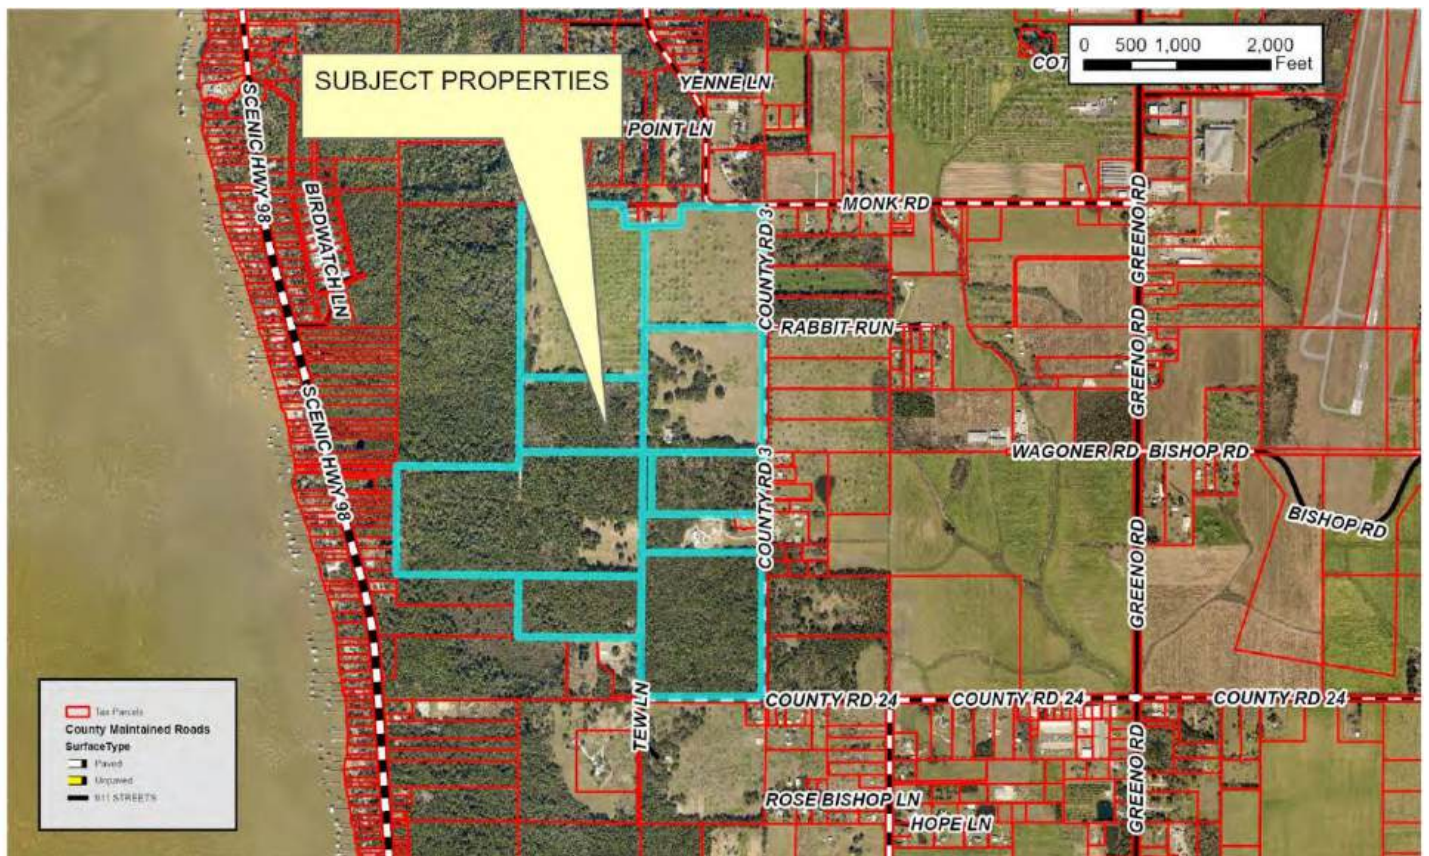 0 500 1,000 2,000
Feet
COT
SUBJECT PROPERTIES
YENNE LN
POINT LN
SCENIC HWY 98
BIRDWATCH LN
MONK RD
GREENO RD
COUNTY RD 3
RABBIT RUN
GREENO RD
SCENIC HWY 98
COUNTY RD 3
WAGONER RD
BISHOP RD
BISHOP RD
GREENO RD
TEW LN
COUNTY RD 24
COUNTY RD 24
COUNTY RD 24
GREENO RD
ROSE BISHOP LN
HOPE LN
Tax Parcels
County Maintained Roads
SurfaceType
Paved
Unpaved
911 STREETS